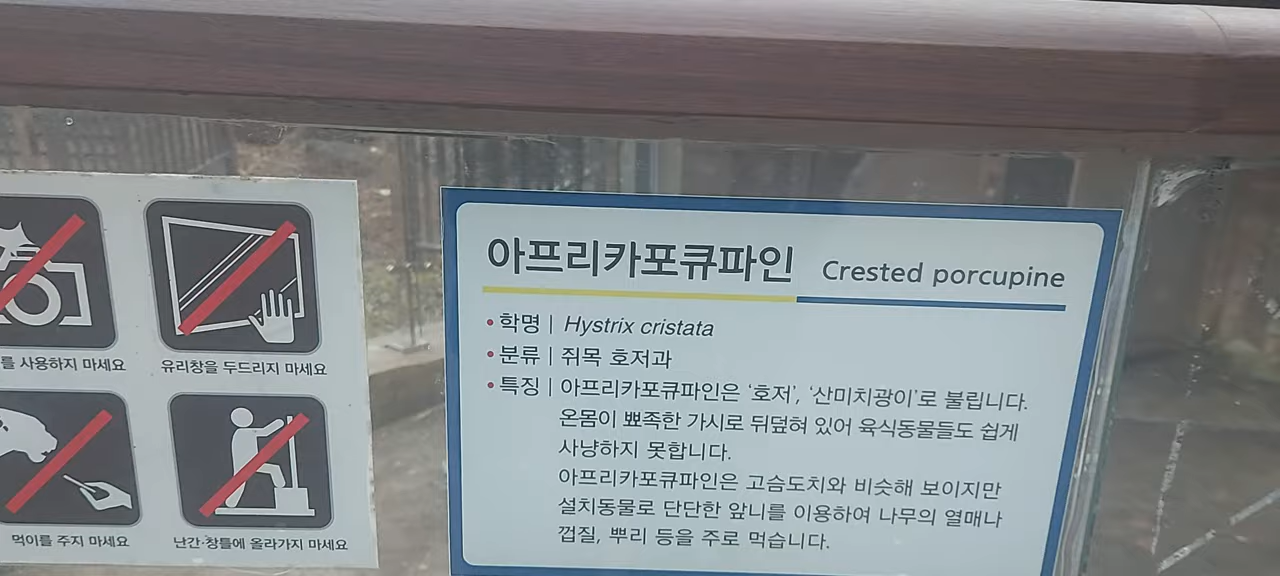 를 사용하지 마세요
유리창을 두드리지 마세요
먹이를 주지 마세요
난간·창틀에 올라가지 마세요
아프리카포큐파인 Crested porcupine
• 학명 | Hystrix cristata
• 분류 | 쥐목 호저과
• 특징 | 아프리카포큐파인은 ‘호저’, ‘산미치광이’로 불립니다.
온몸이 뾰족한 가시로 뒤덮혀 있어 육식동물들도 쉽게
사냥하지 못합니다.
아프리카포큐파인은 고슴도치와 비슷해 보이지만
설치동물로 단단한 앞니를 이용하여 나무의 열매나
껍질, 뿌리 등을 주로 먹습니다.